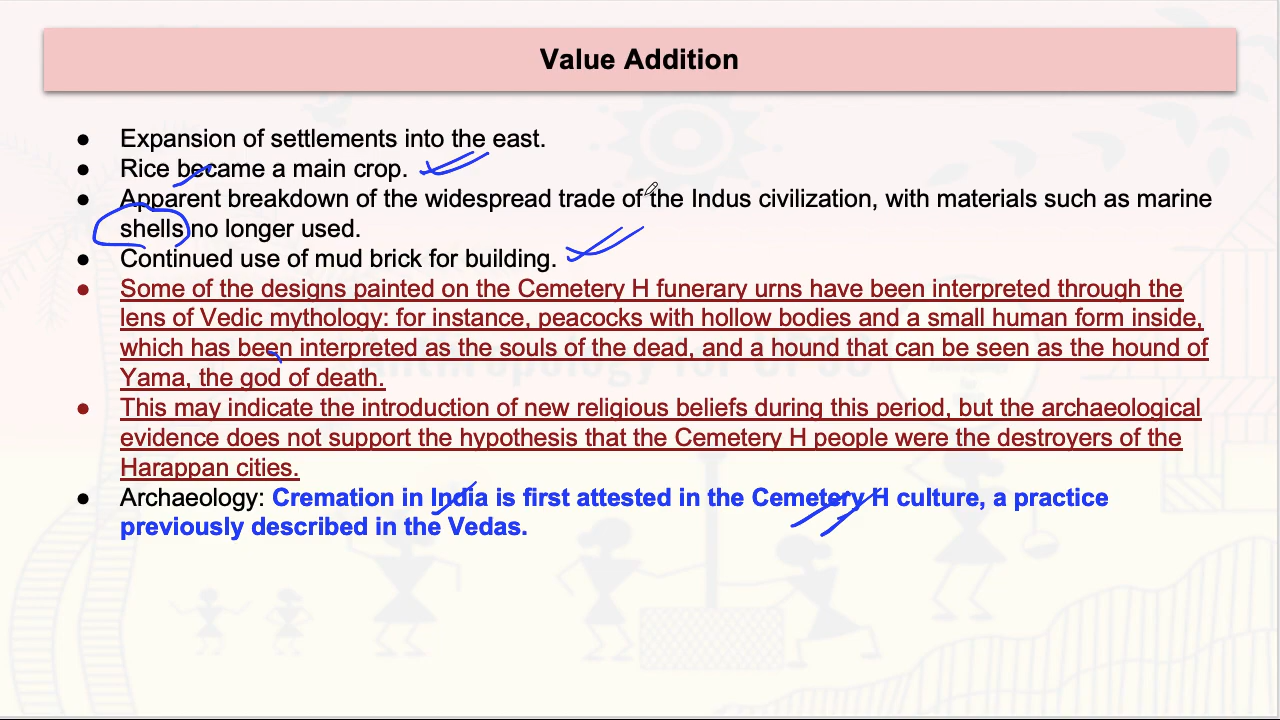 Value Addition
● Expansion of settlements into the east.
● Rice became a main crop.
● Apparent breakdown of the widespread trade of the Indus civilization, with materials such as marine
shells no longer used.
● Continued use of mud brick for building.
● Some of the designs painted on the Cemetery H funerary urns have been interpreted through the
lens of Vedic mythology: for instance, peacocks with hollow bodies and a small human form inside,
which has been interpreted as the souls of the dead, and a hound that can be seen as the hound of
Yama, the god of death.
● This may indicate the introduction of new religious beliefs during this period, but the archaeological
evidence does not support the hypothesis that the Cemetery H people were the destroyers of the
Harappan cities.
● Archaeology: Cremation in India is first attested in the Cemetery H culture, a practice
previously described in the Vedas.